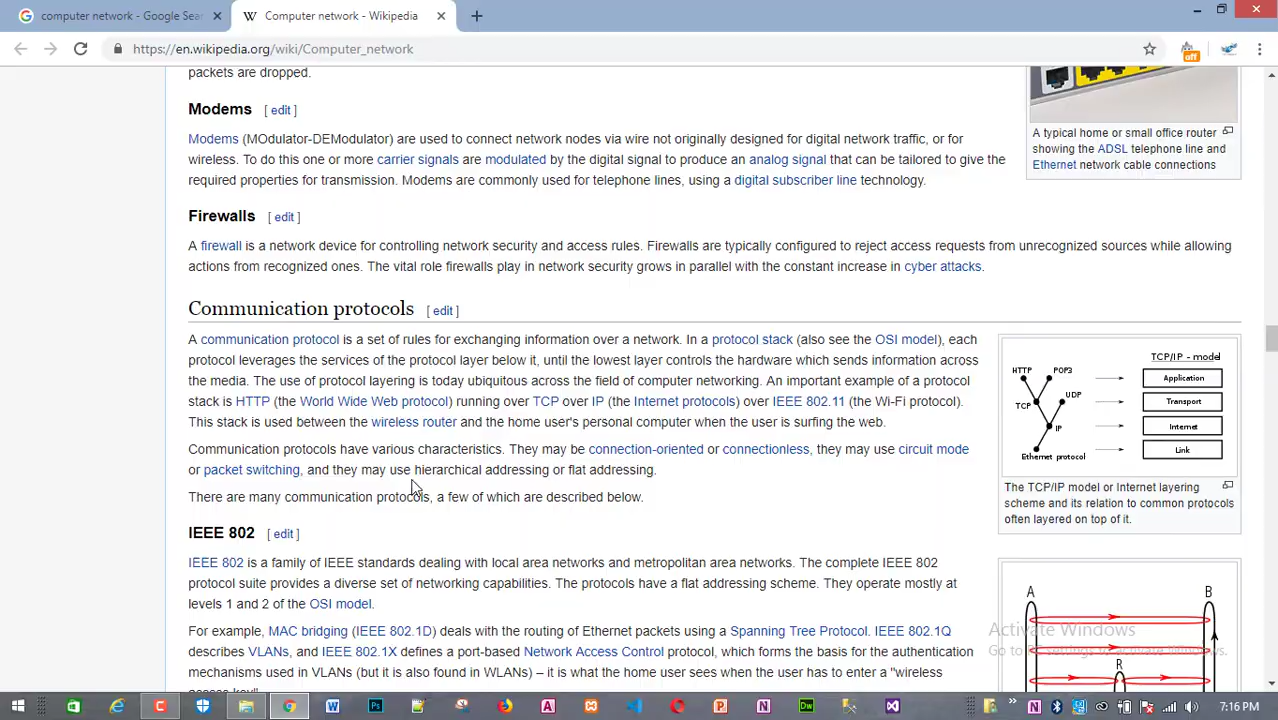 computer network - Google Sear
Computer network - Wikipedia
https://en.wikipedia.org/wiki/Computer_network
off
packets are dropped.
Modems [ edit ]
Modems (MOdulator-DEModulator) are used to connect network nodes via wire not originally designed for digital network traffic, or for
wireless. To do this one or more carrier signals are modulated by the digital signal to produce an analog signal that can be tailored to give the
required properties for transmission. Modems are commonly used for telephone lines, using a digital subscriber line technology.
A typical home or small office router
showing the ADSL telephone line and
Ethernet network cable connections
Firewalls [ edit ]
A firewall is a network device for controlling network security and access rules. Firewalls are typically configured to reject access requests from unrecognized sources while allowing
actions from recognized ones. The vital role firewalls play in network security grows in parallel with the constant increase in cyber attacks.
Communication protocols [ edit ]
A communication protocol is a set of rules for exchanging information over a network. In a protocol stack (also see the OSI model), each
protocol leverages the services of the protocol layer below it, until the lowest layer controls the hardware which sends information across
the media. The use of protocol layering is today ubiquitous across the field of computer networking. An important example of a protocol
stack is HTTP (the World Wide Web protocol) running over TCP over IP (the Internet protocols) over IEEE 802.11 (the Wi-Fi protocol).
This stack is used between the wireless router and the home user's personal computer when the user is surfing the web.
Communication protocols have various characteristics. They may be connection-oriented or connectionless, they may use circuit mode
or packet switching, and they may use hierarchical addressing or flat addressing.
There are many communication protocols, a few of which are described below.
TCP/IP - model
HTTP
POP3
Application
UDP
TCP
Transport
IP
Internet
Ethernet protocol
Link
The TCP/IP model or Internet layering
scheme and its relation to common protocols
often layered on top of it.
IEEE 802 [ edit ]
IEEE 802 is a family of IEEE standards dealing with local area networks and metropolitan area networks. The complete IEEE 802
protocol suite provides a diverse set of networking capabilities. The protocols have a flat addressing scheme. They operate mostly at
levels 1 and 2 of the OSI model.
For example, MAC bridging (IEEE 802.1D) deals with the routing of Ethernet packets using a Spanning Tree Protocol. IEEE 802.1Q
describes VLANs, and IEEE 802.1X defines a port-based Network Access Control protocol, which forms the basis for the authentication
mechanisms used in VLANs (but it is also found in WLANs) – it is what the home user sees when the user has to enter a "wireless
access key".
A
B
R
Activate Windows
Go to PC settings to activate Windows.
7:16 PM